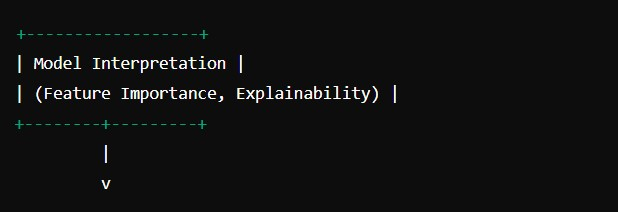 +------------------+
| Model Interpretation |
| (Feature Importance, Explainability) |
+--------+---------+
         |
         v